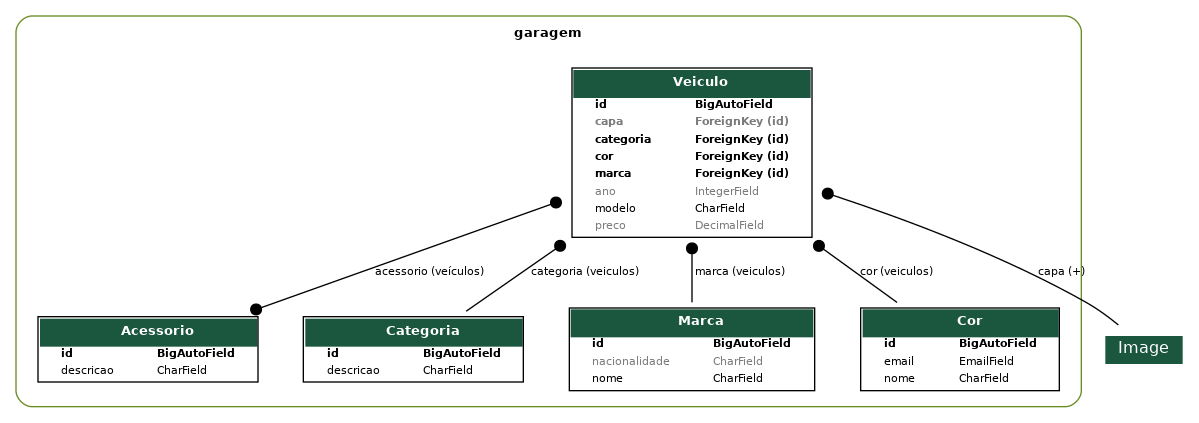 garagem
Veiculo
id BigAutoField
capa ForeignKey (id)
categoria ForeignKey (id)
cor ForeignKey (id)
marca ForeignKey (id)
ano IntegerField
modelo CharField
preco DecimalField
acessorio (veículos)
categoria (veiculos)
marca (veiculos)
cor (veiculos)
capa (+)
Acessorio
id BigAutoField
descricao CharField
Categoria
id BigAutoField
descricao CharField
Marca
id BigAutoField
nacionalidade CharField
nome CharField
Cor
id BigAutoField
email EmailField
nome CharField
Image